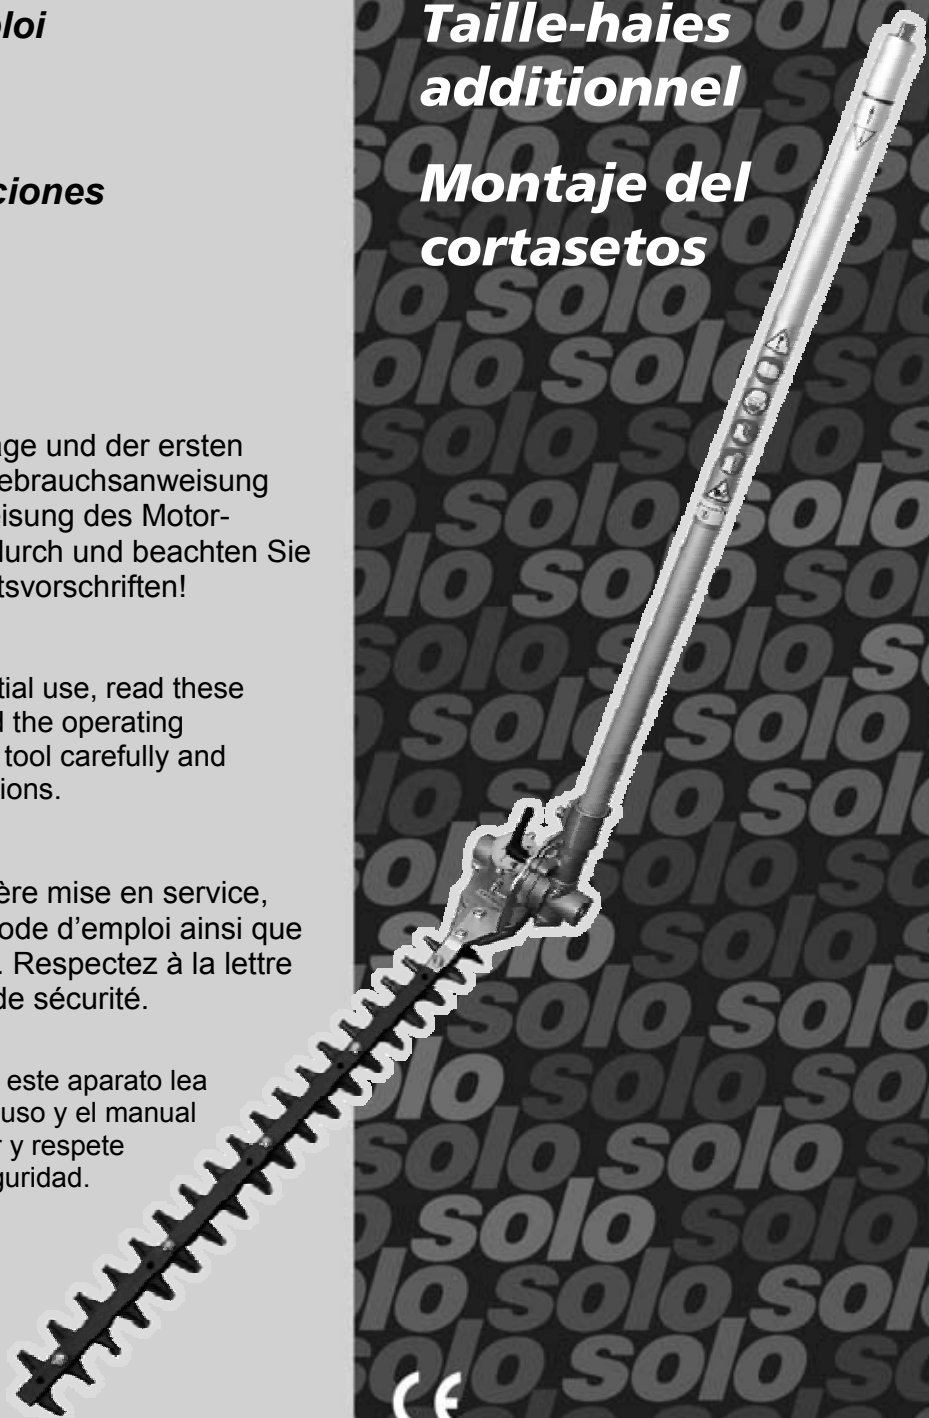 loi
ciones
age und der ersten
ebrauchsanweisung
eisung des Motor-
durch und beachten Sie
tsvorschriften!
tial use, read these
d the operating
tool carefully and
ions.
ère mise en service,
ode d’emploi ainsi que
. Respectez à la lettre
de sécurité.
este aparato lea
uso y el manual
r y respete
guridad.
Taille-haies
additionnel
Montaje del
cortasetos
solo
CE